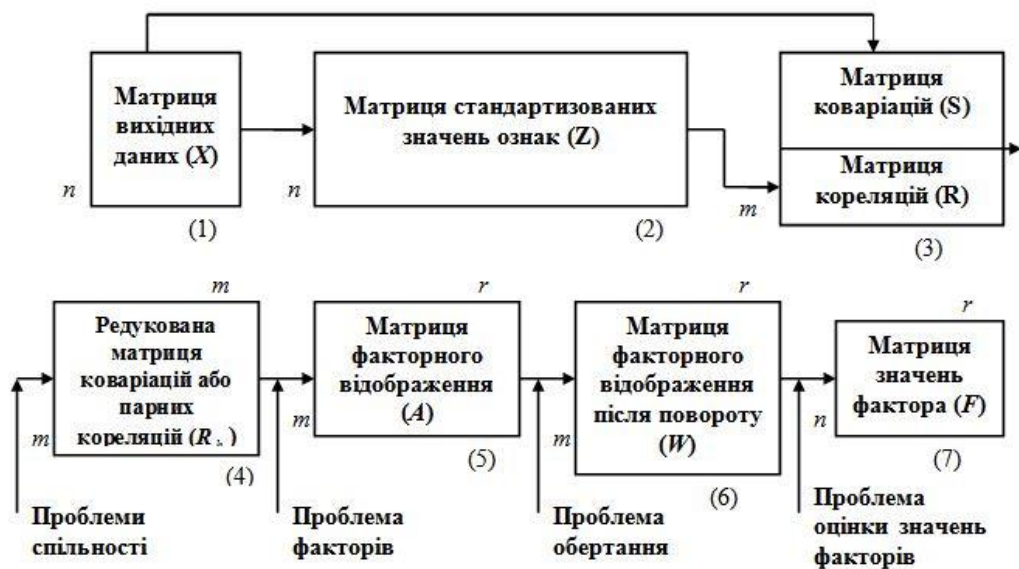 Матриця
вихідних
даних (X)
n
(1)
Матриця стандартизованих
значень ознак (Z)
n
(2)
Матриця
коваріацій (S)
Матриця
кореляцій (R)
m
(3)
m
Редукована
матриця
коваріацій або
парних
кореляцій (R )
m
(4)
Проблеми
спільності
r
Матриця
факторного
відображення
(A)
m
(5)
Проблема
факторів
r
Матриця
факторного
відображення
після повороту
(W)
m
(6)
Проблема
обертання
r
Матриця
значень
фактора (F)
n
(7)
Проблема
оцінки значень
факторів